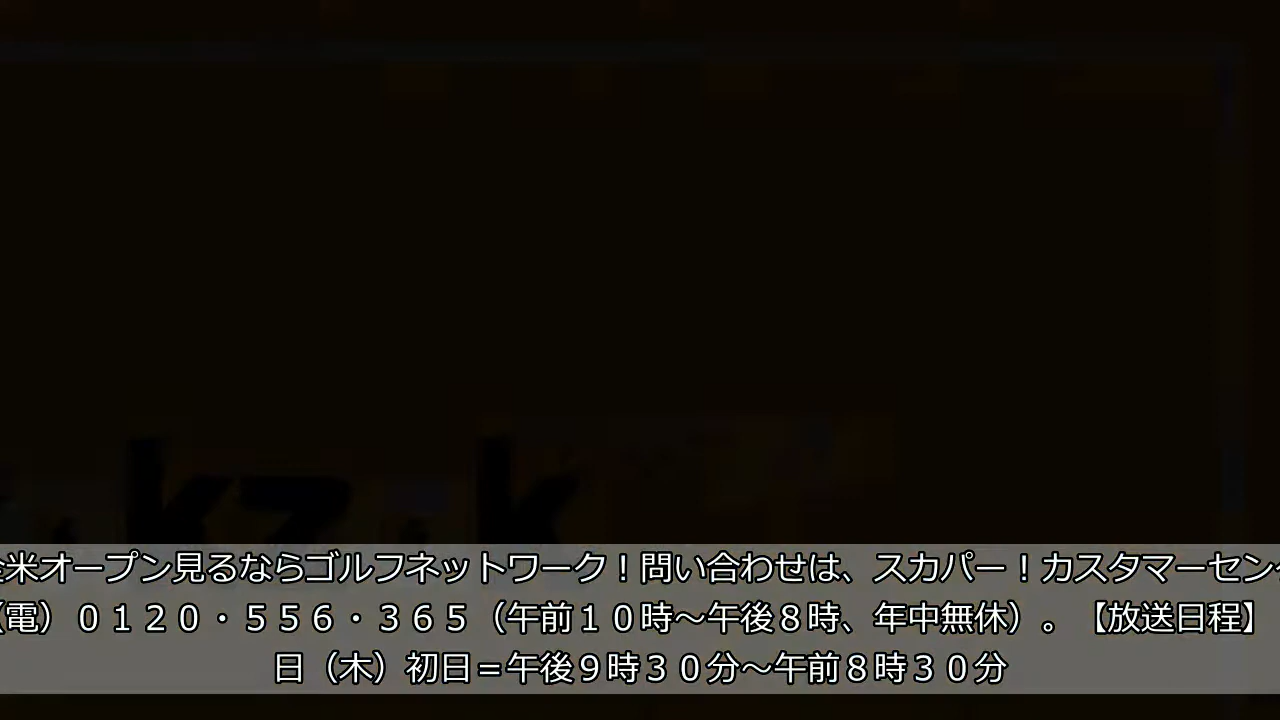 米オープン見るならゴルフネットワーク！問い合わせは、スカパー！カスタマーセン
（電）０１２０・５５６・３６５（午前１０時～午後８時、年中無休）。【放送日程】
日（木）初日＝午後９時３０分～午前８時３０分